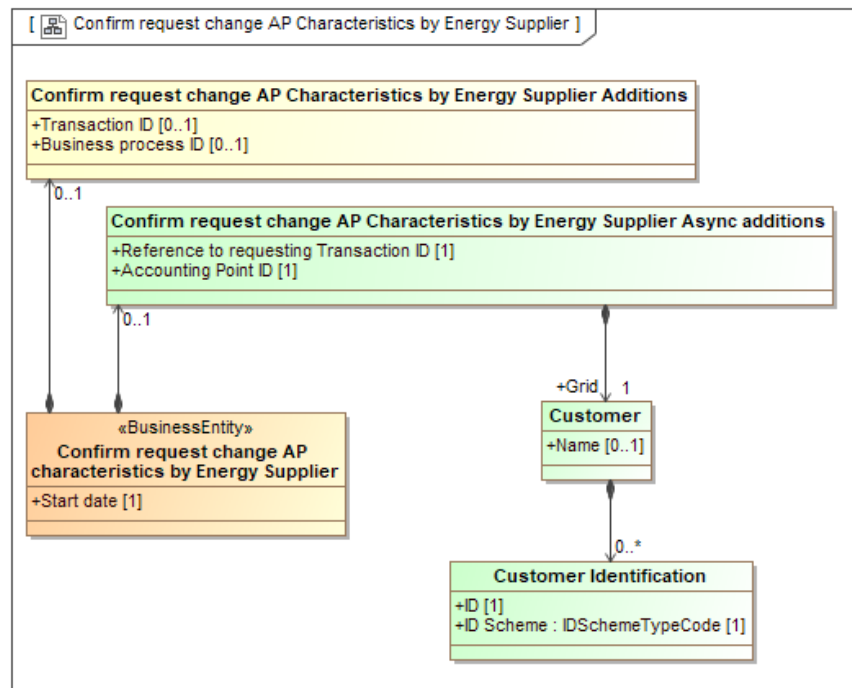 [ Confirm request change AP Characteristics by Energy Supplier ]
Confirm request change AP Characteristics by Energy Supplier Additions
+Transaction ID [0..1]
+Business process ID [0..1]
0..1
Confirm request change AP Characteristics by Energy Supplier Async additions
+Reference to requesting Transaction ID [1]
+Accounting Point ID [1]
0..1
+Grid 1
«BusinessEntity»
Confirm request change AP
characteristics by Energy Supplier
+Start date [1]
Customer
+Name [0..1]
0..*
Customer Identification
+ID [1]
+ID Scheme : IDSchemeTypeCode [1]